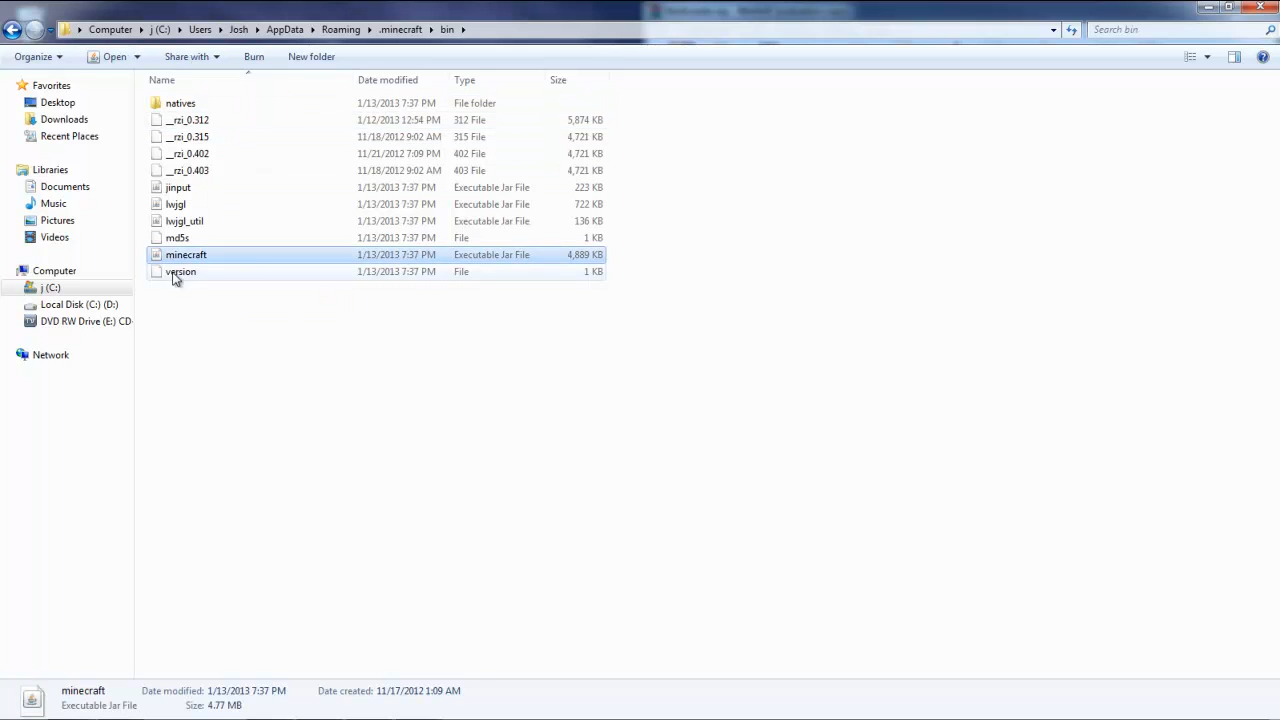 Computer j (C:) Users Josh AppData Roaming .minecraft bin Search bin
Organize Open Share with Burn New folder
Name Date modified Type Size
Favorites
Desktop
Downloads
Recent Places
Libraries
Documents
Music
Pictures
Videos
Computer
j (C:)
Local Disk (C:) (D:)
DVD RW Drive (E:) CD
Network
natives 1/13/2013 7:37 PM File folder
__rzi_0.312 1/12/2013 12:54 PM 312 File 5,874 KB
__rzi_0.315 11/18/2012 9:02 AM 315 File 4,721 KB
__rzi_0.402 11/21/2012 7:09 PM 402 File 4,721 KB
__rzi_0.403 11/18/2012 9:02 AM 403 File 4,721 KB
jinput 1/13/2013 7:37 PM Executable Jar File 223 KB
lwjgl 1/13/2013 7:37 PM Executable Jar File 722 KB
lwjgl_util 1/13/2013 7:37 PM Executable Jar File 136 KB
md5s 1/13/2013 7:37 PM File 1 KB
minecraft 1/13/2013 7:37 PM Executable Jar File 4,889 KB
version 1/13/2013 7:37 PM File 1 KB
minecraft Date modified: 1/13/2013 7:37 PM Date created: 11/17/2012 1:09 AM
Executable Jar File Size: 4.77 MB